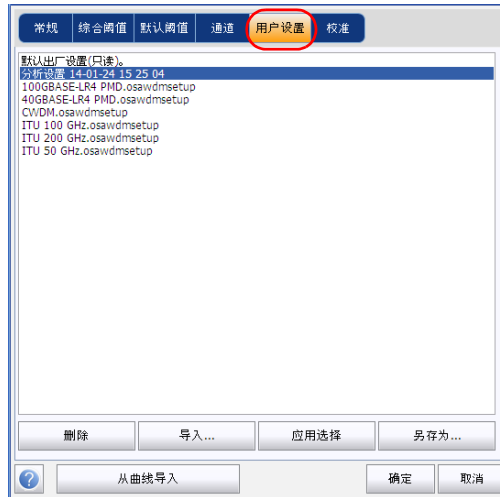 常规 综合阈值 默认阈值 通道 用户设置 校准
默认出厂设置(只读)。
分析设置 14-01-24 15 25 04
100GBASE-LR4 PMD.osawdmsetup
40GBASE-LR4 PMD.osawdmsetup
CWDM.osawdmsetup
ITU 100 GHz.osawdmsetup
ITU 200 GHz.osawdmsetup
ITU 50 GHz.osawdmsetup
删除 导入... 应用选择 另存为...
? 从曲线导入 确定 取消